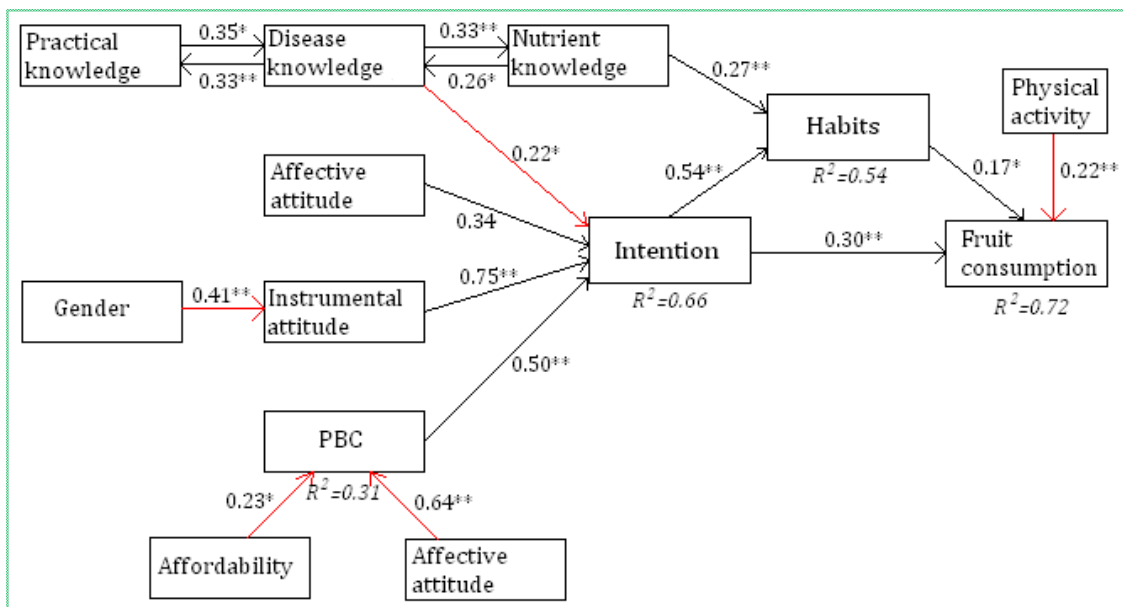 Practical
knowledge
0.35*
0.33**
Disease
knowledge
0.33**
0.26*
Nutrient
knowledge
0.27**
Habits
R²=0.54
Physical
activity
0.22*
0.54**
0.17*
0.22**
Affective
attitude
0.34
Intention
R²=0.66
0.30**
Fruit
consumption
R²=0.72
Gender
0.41**
Instrumental
attitude
0.75**
0.50**
PBC
R²=0.31
0.23*
0.64**
Affordability
Affective
attitude